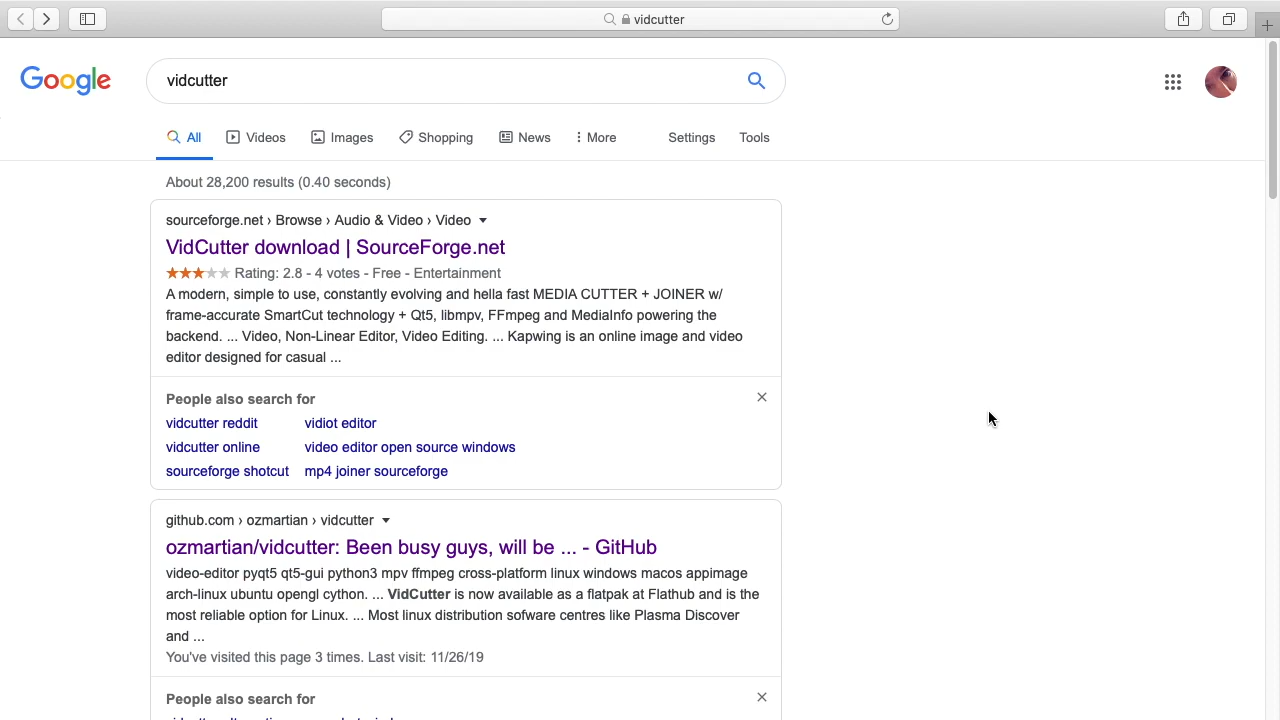 vidcutter
Google
vidcutter
All Videos Images Shopping News More Settings Tools
About 28,200 results (0.40 seconds)
sourceforge.net › Browse › Audio & Video › Video
VidCutter download | SourceForge.net
Rating: 2.8 - 4 votes - Free - Entertainment
A modern, simple to use, constantly evolving and hella fast MEDIA CUTTER + JOINER w/
frame-accurate SmartCut technology + Qt5, libmpv, FFmpeg and MediaInfo powering the
backend. ... Video, Non-Linear Editor, Video Editing. ... Kapwing is an online image and video
editor designed for casual ...
People also search for
vidcutter reddit vidiot editor
vidcutter online video editor open source windows
sourceforge shotcut mp4 joiner sourceforge
github.com › ozmartian › vidcutter
ozmartian/vidcutter: Been busy guys, will be ... - GitHub
video-editor pyqt5 qt5-gui python3 mpv ffmpeg cross-platform linux windows macos appimage
arch-linux ubuntu opengl cython. ... VidCutter is now available as a flatpak at Flathub and is the
most reliable option for Linux. ... Most linux distribution sofware centres like Plasma Discover
and ...
You've visited this page 3 times. Last visit: 11/26/19
People also search for